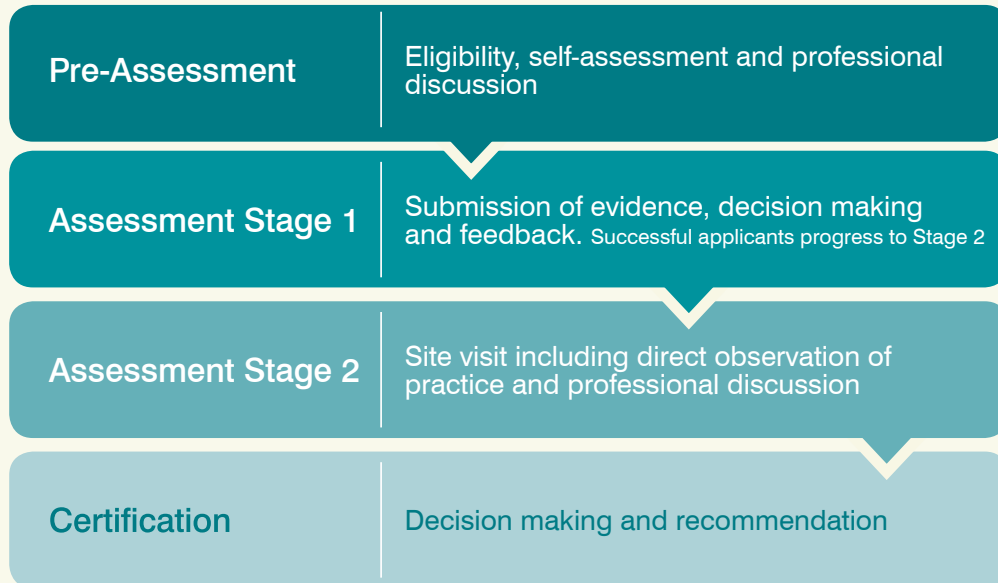 Pre-Assessment
Eligibility, self-assessment and professional
discussion
Assessment Stage 1
Submission of evidence, decision making
and feedback. Successful applicants progress to Stage 2
Assessment Stage 2
Site visit including direct observation of
practice and professional discussion
Certification
Decision making and recommendation